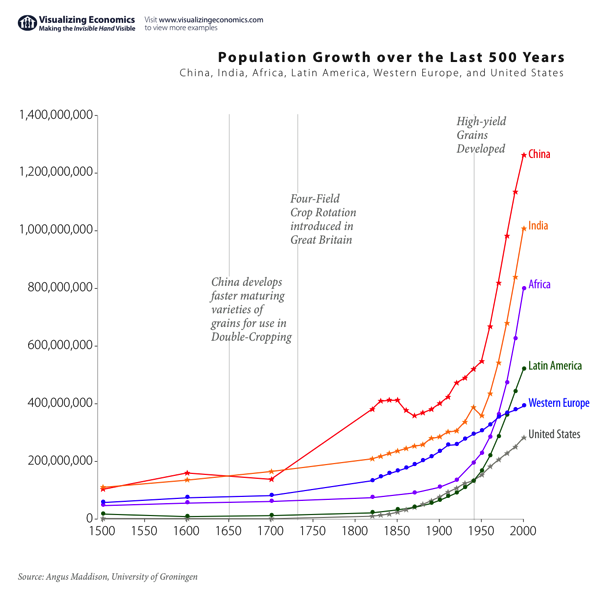 Visualizing Economics
Making the Invisible Hand Visible
Visit www.visualizingeconomics.com
to view more examples
Population Growth over the Last 500 Years
China, India, Africa, Latin America, Western Europe, and United States
1,400,000,000
1,200,000,000
1,000,000,000
800,000,000
600,000,000
400,000,000
200,000,000
0
High-yield
Grains
Developed
Four-Field
Crop Rotation
introduced in
Great Britain
China develops
faster maturing
varieties of
grains for use in
Double-Cropping
China
India
Africa
Latin America
Western Europe
United States
1500 1550 1600 1650 1700 1750 1800 1850 1900 1950 2000
Source: Angus Maddison, University of Groningen